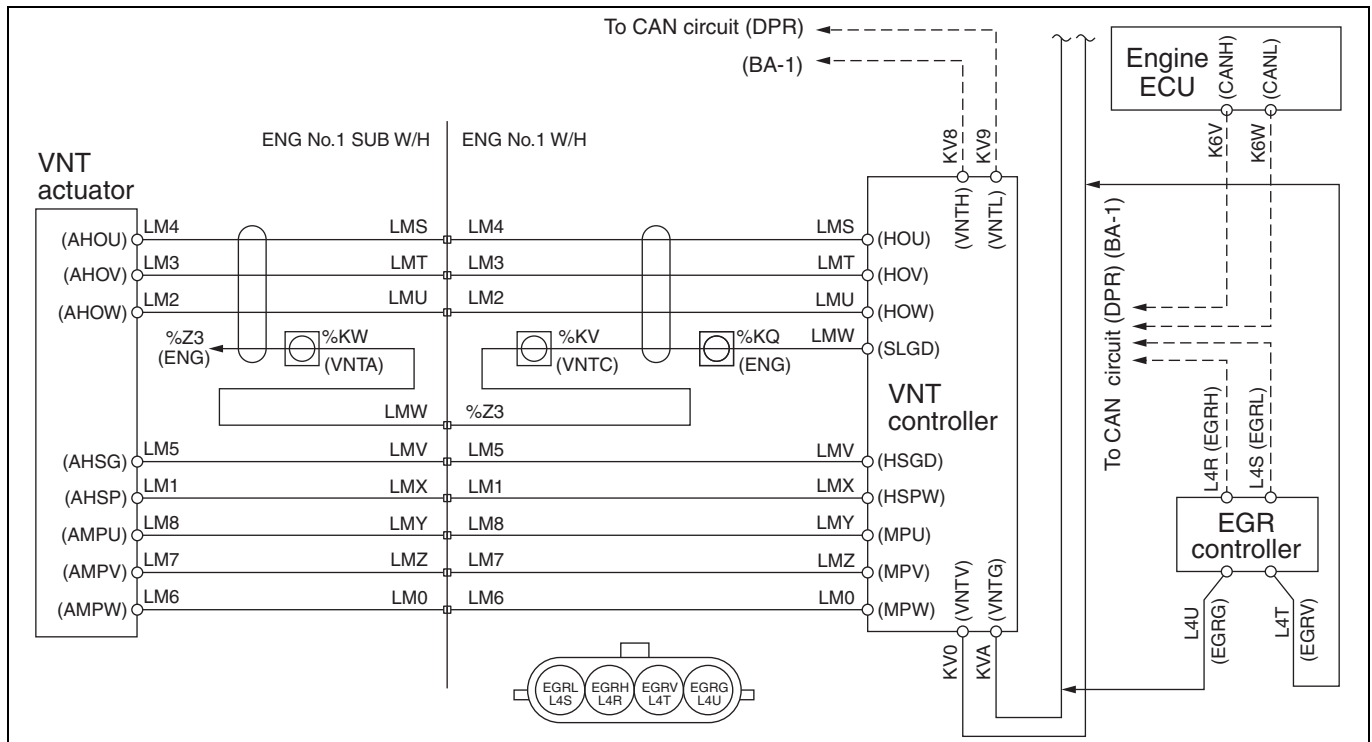 To CAN circuit (DPR)
(BA-1)
Engine
ECU
(CANH)
(CANL)
K6V
K6W
ENG No.1 SUB W/H
ENG No.1 W/H
KV8
KV9
(VNTH)
(VNTL)
VNT
actuator
(AHOU) LM4 LMS LM4 LMS (HOU)
(AHOV) LM3 LMT LM3 LMT (HOV)
(AHOW) LM2 LMU LM2 LMU (HOW)
%Z3
(ENG)
%KW
(VNTA)
%KV
(VNTC)
%KQ
(ENG)
LMW (SLGD)
LMW %Z3
VNT
controller
(AHSG) LM5 LMV LM5 LMV (HSGD)
(AHSP) LM1 LMX LM1 LMX (HSPW)
(AMPU) LM8 LMY LM8 LMY (MPU)
(AMPV) LM7 LMZ LM7 LMZ (MPV)
(AMPW) LM6 LM0 LM6 LM0 (MPW)
(VNTV)
(VNTG)
KV0
KVA
To CAN circuit (DPR) (BA-1)
L4R (EGRH)
L4S (EGRL)
EGR
controller
L4U
(EGRG)
L4T
(EGRV)
EGRL EGRH EGRV EGRG
L4S L4R L4T L4U